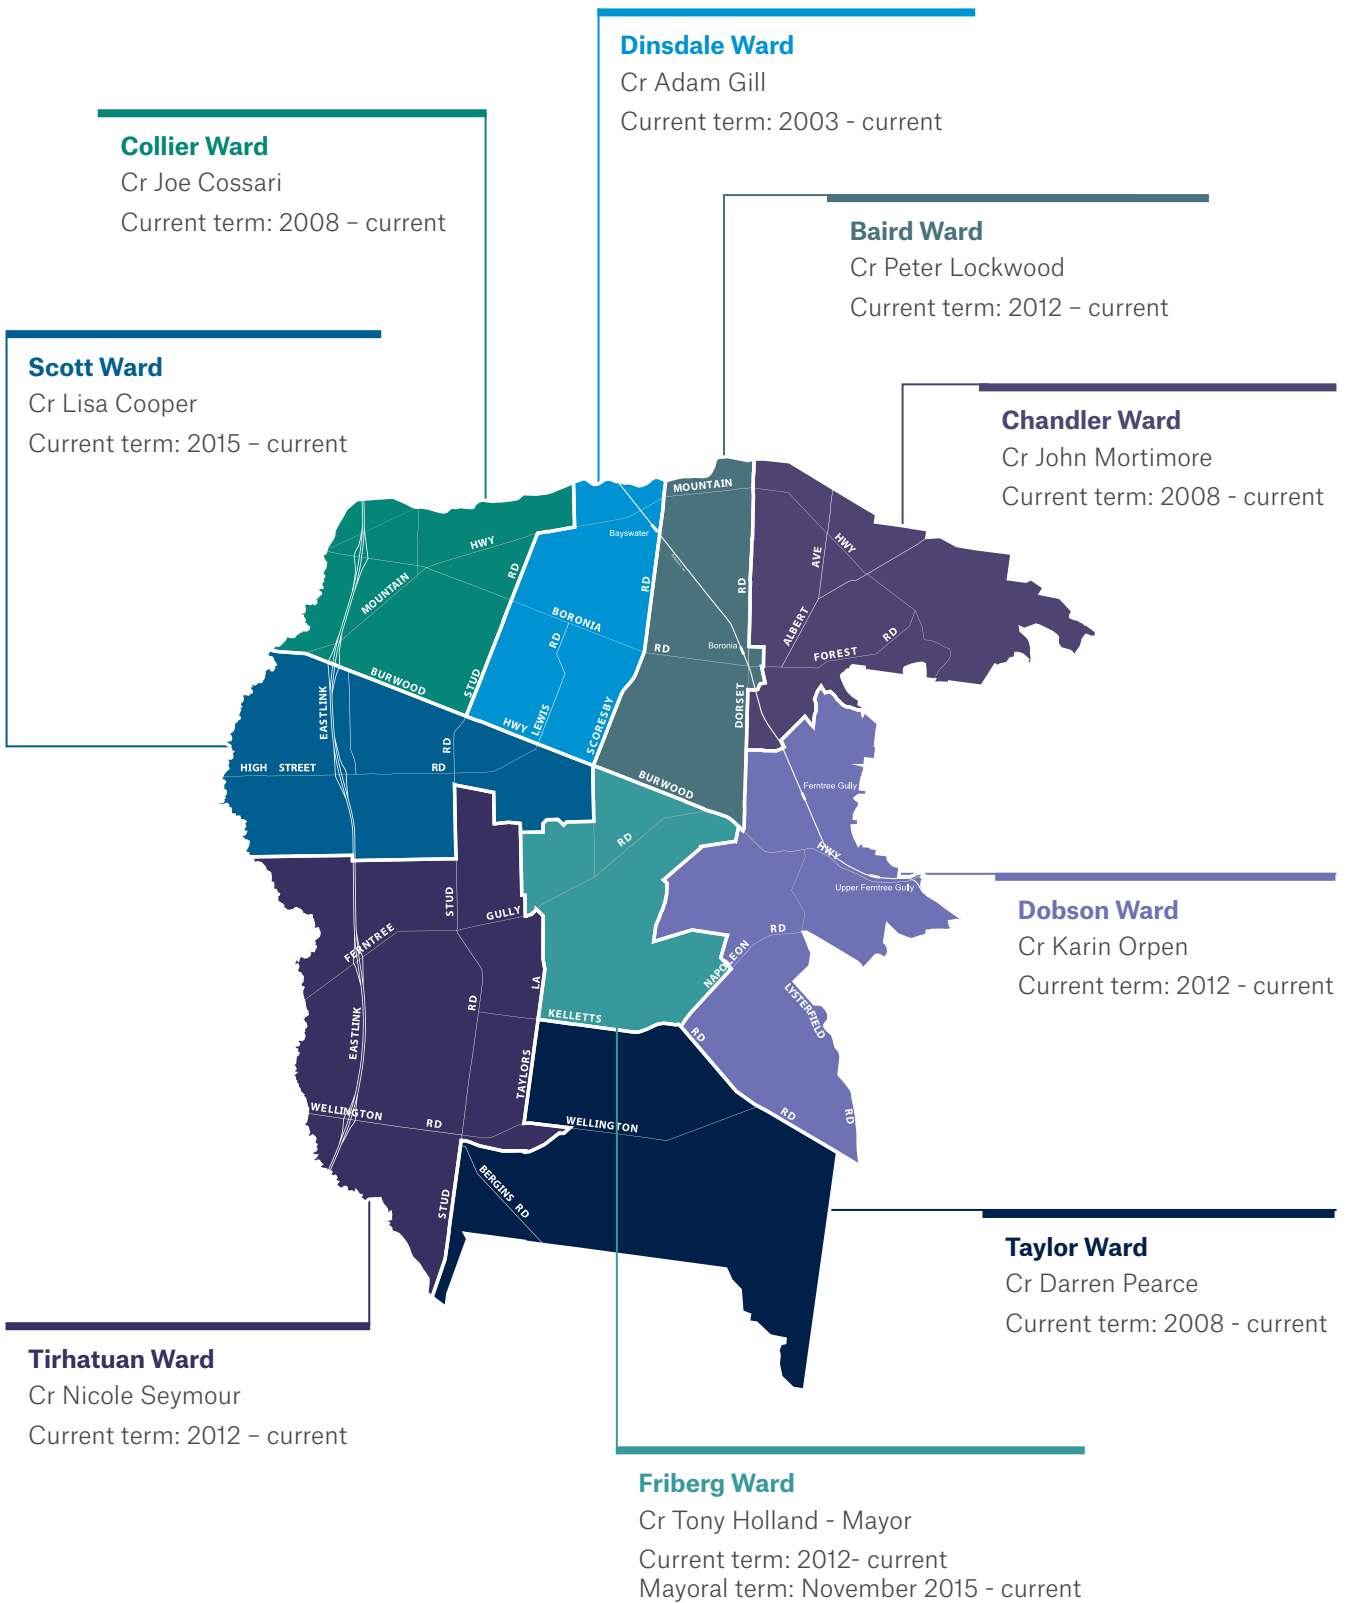 Dinsdale Ward
Cr Adam Gill
Current term: 2003 - current
Collier Ward
Cr Joe Cossari
Current term: 2008 – current
Baird Ward
Cr Peter Lockwood
Current term: 2012 – current
Scott Ward
Cr Lisa Cooper
Current term: 2015 – current
Chandler Ward
Cr John Mortimore
Current term: 2008 - current
MOUNTAIN
HWY
RD
MOUNTAIN
BURWOOD
STUD
Bayswater
RD
BORONIA
RD
RD
HWY
LEWIS
SCORESBY
RD
Boronia
DORSET
AVE
HWY
ALBERT
FOREST
RD
EASTLINK
HIGH STREET
RD
RD
BURWOOD
Ferntree Gully
HWY
Upper Ferntree Gully
RD
STUD
GULLY
FERNTREE
RD
NAPOLEON
LYSTERFIELD
RD
LA
KELLETTS
RD
EASTLINK
TAYLORS
WELLINGTON
RD
WELLINGTON
RD
RD
BERGINS RD
STUD
Dobson Ward
Cr Karin Orpen
Current term: 2012 - current
Taylor Ward
Cr Darren Pearce
Current term: 2008 - current
Tirhatuan Ward
Cr Nicole Seymour
Current term: 2012 – current
Friberg Ward
Cr Tony Holland - Mayor
Current term: 2012- current
Mayoral term: November 2015 - current